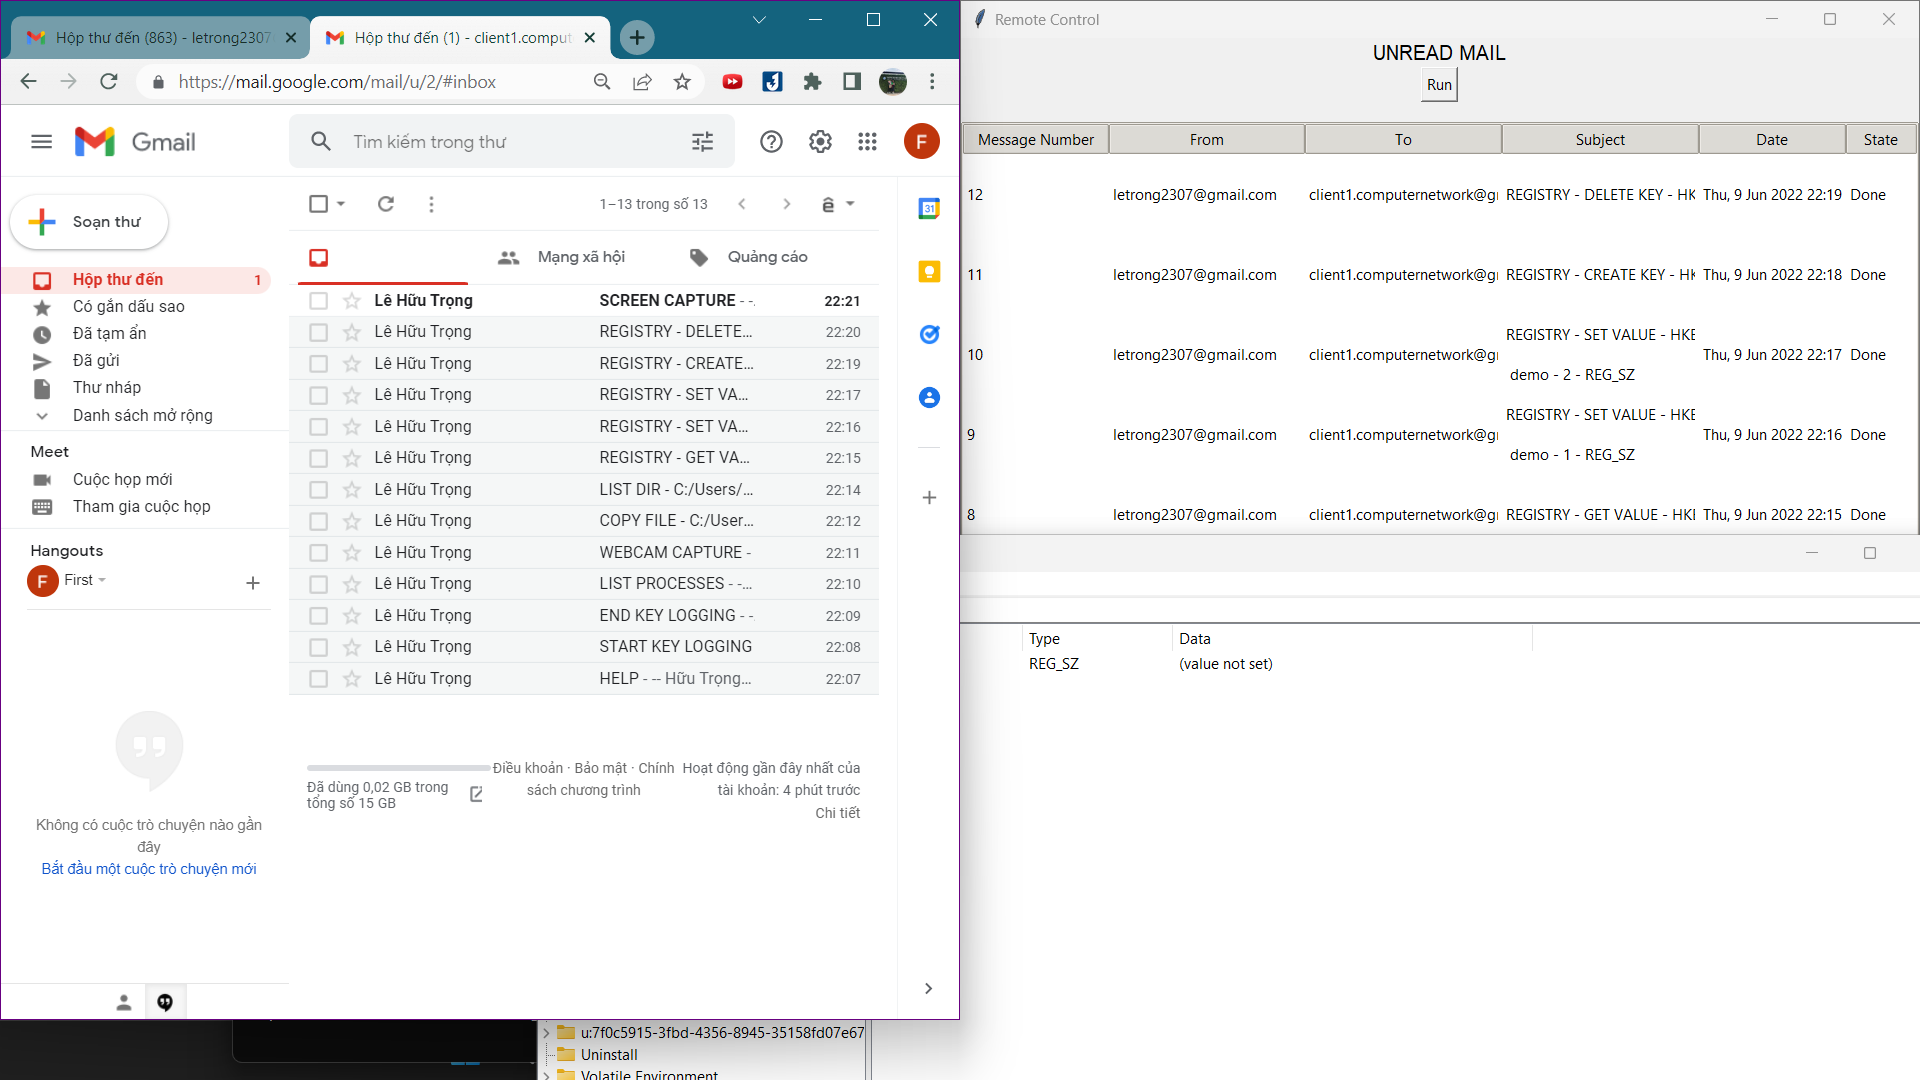 Hộp thư đến (863) - letrong2307
Hộp thư đến (1) - client1.comput
https://mail.google.com/mail/u/2/#inbox
Gmail
Tìm kiếm trong thư
F
Soạn thư
1–13 trong số 13
Hộp thư đến 1
Có gắn dấu sao
Đã tạm ẩn
Đã gửi
Thư nháp
Danh sách mở rộng
Meet
Cuộc họp mới
Tham gia cuộc họp
Hangouts
F First
Không có cuộc trò chuyện nào gần
đây
Bắt đầu một cuộc trò chuyện mới
Mạng xã hội
Quảng cáo
Lê Hữu Trọng SCREEN CAPTURE - -. 22:21
Lê Hữu Trọng REGISTRY - DELETE... 22:20
Lê Hữu Trọng REGISTRY - CREATE... 22:19
Lê Hữu Trọng REGISTRY - SET VA... 22:17
Lê Hữu Trọng REGISTRY - SET VA... 22:16
Lê Hữu Trọng REGISTRY - GET VA... 22:15
Lê Hữu Trọng LIST DIR - C:/Users/... 22:14
Lê Hữu Trọng COPY FILE - C:/User... 22:12
Lê Hữu Trọng WEBCAM CAPTURE - 22:11
Lê Hữu Trọng LIST PROCESSES - -... 22:10
Lê Hữu Trọng END KEY LOGGING - - 22:09
Lê Hữu Trọng START KEY LOGGING 22:08
Lê Hữu Trọng HELP - -- Hữu Trọng... 22:07
Đã dùng 0,02 GB trong
tổng số 15 GB
Điều khoản · Bảo mật · Chính
sách chương trình
Hoạt động gần đây nhất của
tài khoản: 4 phút trước
Chi tiết
31
Remote Control
UNREAD MAIL
Run
Message Number From To Subject Date State
12 letrong2307@gmail.com client1.computernetwork@g REGISTRY - DELETE KEY - HK Thu, 9 Jun 2022 22:19 Done
11 letrong2307@gmail.com client1.computernetwork@g REGISTRY - CREATE KEY - HK Thu, 9 Jun 2022 22:18 Done
REGISTRY - SET VALUE - HKE
10 letrong2307@gmail.com client1.computernetwork@g Thu, 9 Jun 2022 22:17 Done
demo - 2 - REG_SZ
REGISTRY - SET VALUE - HKE
9 letrong2307@gmail.com client1.computernetwork@g Thu, 9 Jun 2022 22:16 Done
demo - 1 - REG_SZ
8 letrong2307@gmail.com client1.computernetwork@g REGISTRY - GET VALUE - HKI Thu, 9 Jun 2022 22:15 Done
Type Data
REG_SZ (value not set)
u:7f0c5915-3fbd-4356-8945-35158fd07e67
Uninstall
Volatile Environment